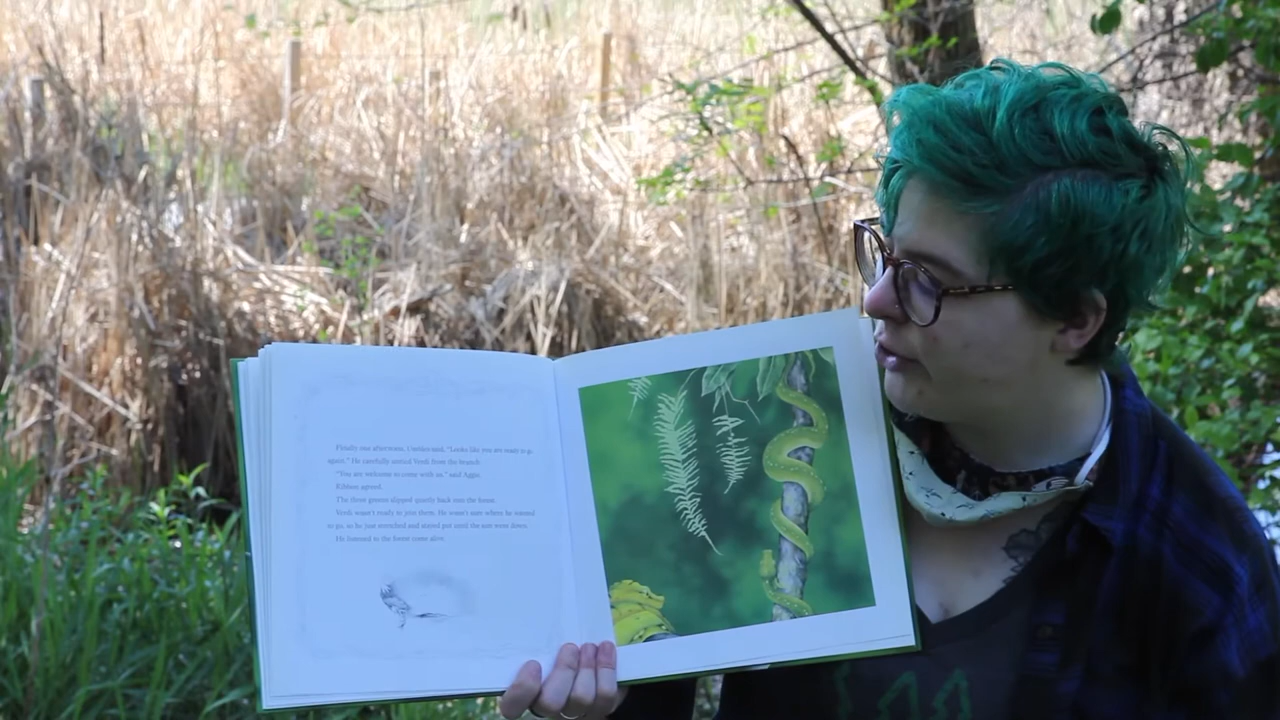 Finally one afternoon, Umbles said, "Looks like you are ready to go
again." He carefully untied Verdi from the branch.
"You are welcome to come with us," said Aggie.
Ribbon agreed.
The three greens slipped quietly back into the forest.
Verdi wasn't ready to join them. He wasn't sure where he wanted
to go, so he just stretched and stayed put until the sun went down.
He listened to the forest come alive.